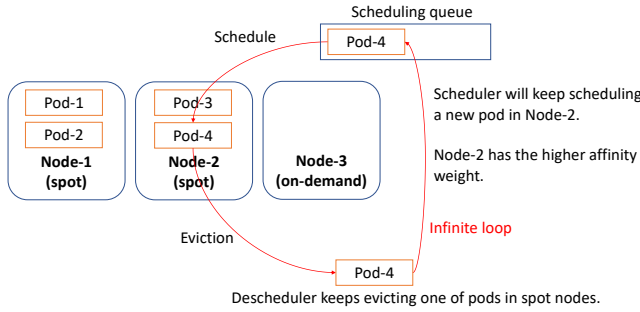 Scheduling queue
Schedule
Pod-4
Pod-1
Pod-3
Scheduler will keep scheduling
a new pod in Node-2.
Pod-2
Pod-4
Node-1
(spot)
Node-2
(spot)
Node-3
(on-demand)
Node-2 has the higher affinity
weight.
Infinite loop
Eviction
Pod-4
Descheduler keeps evicting one of pods in spot nodes.